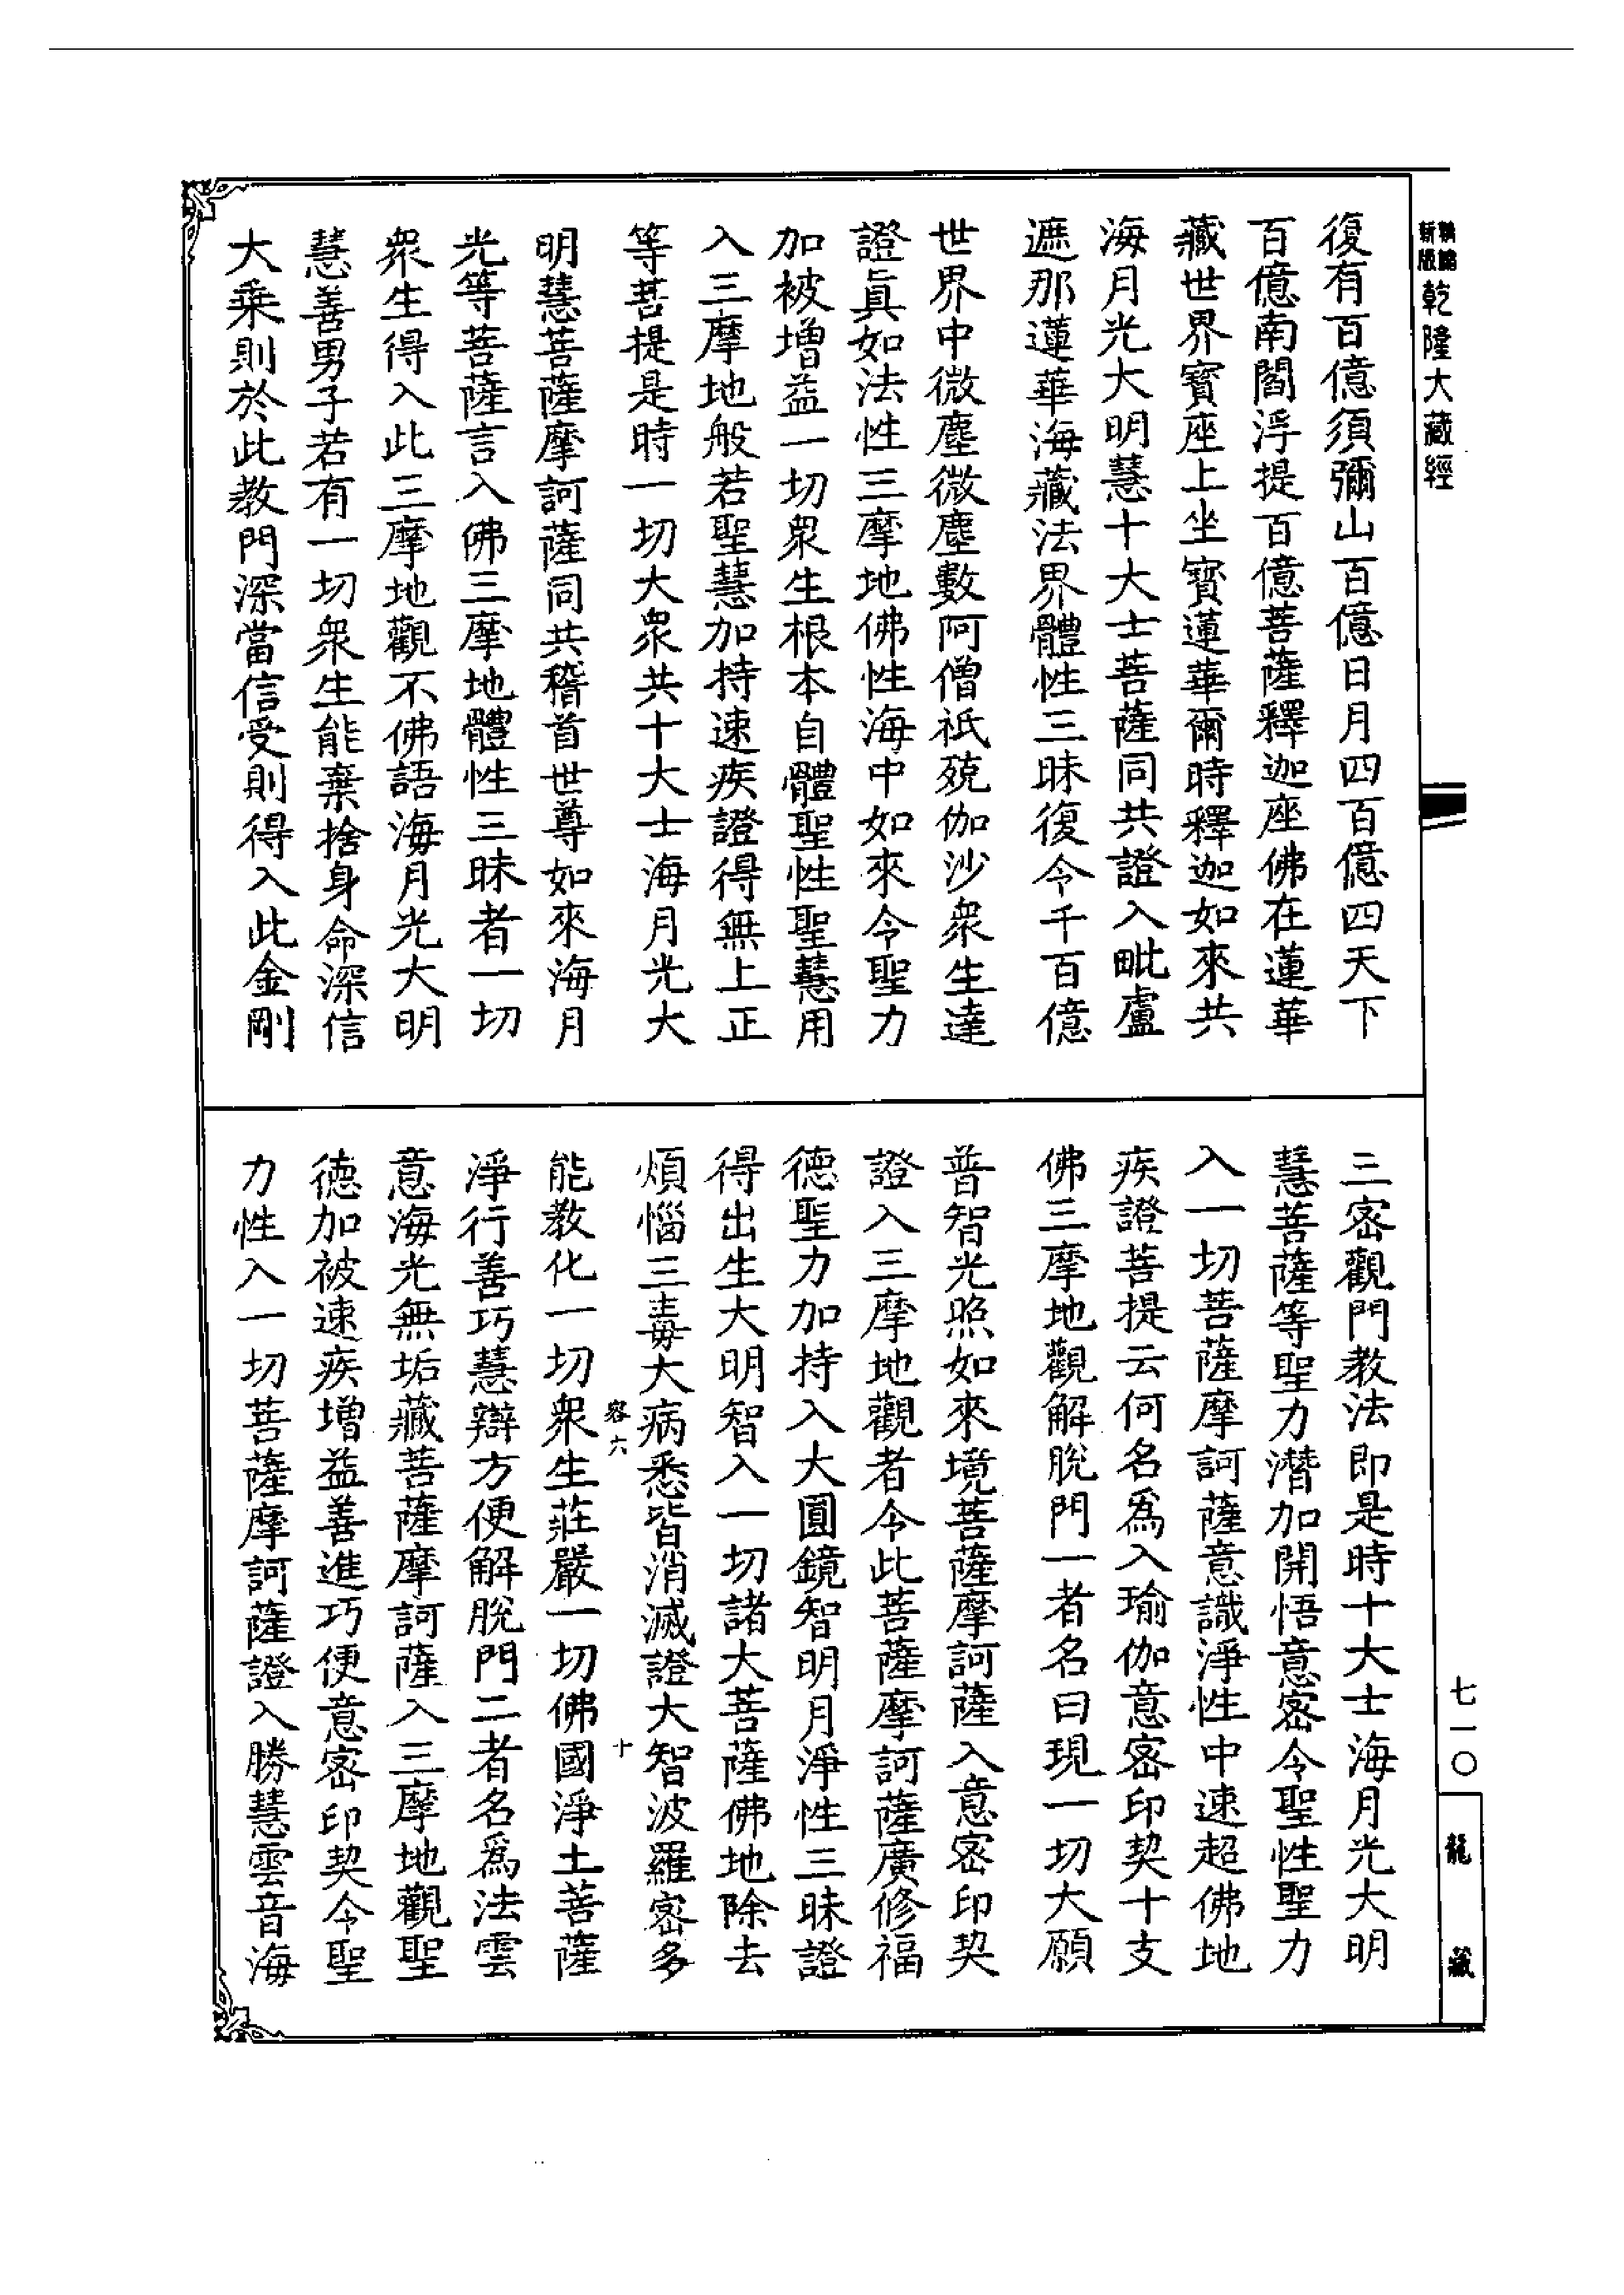 乾隆大藏經
復有百億須彌山百億日月四百億四天下
百億南閻浮提百億菩薩釋迦座佛在蓮華
藏世界寶座上坐寶蓮華爾時釋迦如來共
海月光大明慧十大士菩薩同共證入毗盧
遮那蓮華海藏法界體性三昧復令千百億
世界中微塵微塵數阿僧祇兢伽沙衆生達
證眞如法性三摩地佛性海中如來令聖力
加被增益一切衆生根本自體聖性聖慧用
入三摩地般若聖慧加持速疾證得無上正
等菩提是時一切大衆共十大士海月光大
明慧菩薩摩訶薩同共稽首世尊如來海月
光等菩薩言入佛三摩地體性三昧者一切
衆生得入此三摩地觀不佛語海月光大明
慧善男子若有一切衆生能棄捨身命深信
大乘則於此教門深當信受則得入此金剛
三密觀門教法即是時十大士海月光大明
慧菩薩等聖力潛加開悟意密令聖性聖力
入一切菩薩摩訶薩意識淨性中速超佛地
疾證菩提云何名爲入瑜伽意密印契十支
佛三摩地觀解脫門一者名曰現一切大願
普智光照如來境菩薩摩訶薩入意密印契
證入三摩地觀者令此菩薩摩訶薩廣修福
德聖力加持入大圓鏡智明月淨性三昧證
得出生大明智入一切諸大菩薩佛地除去
煩惱三毒大病悉皆消滅證大智波羅密多
容六 十
能教化一切衆生莊嚴一切佛國淨土菩薩
淨行善巧慧辯方便解脫門二者名爲法雲
意海光無垢藏菩薩摩訶薩入三摩地觀聖
德加被速疾增益善進巧便意密印契令聖
力性入一切菩薩摩訶薩證入勝慧雲音海
七一〇
龍藏